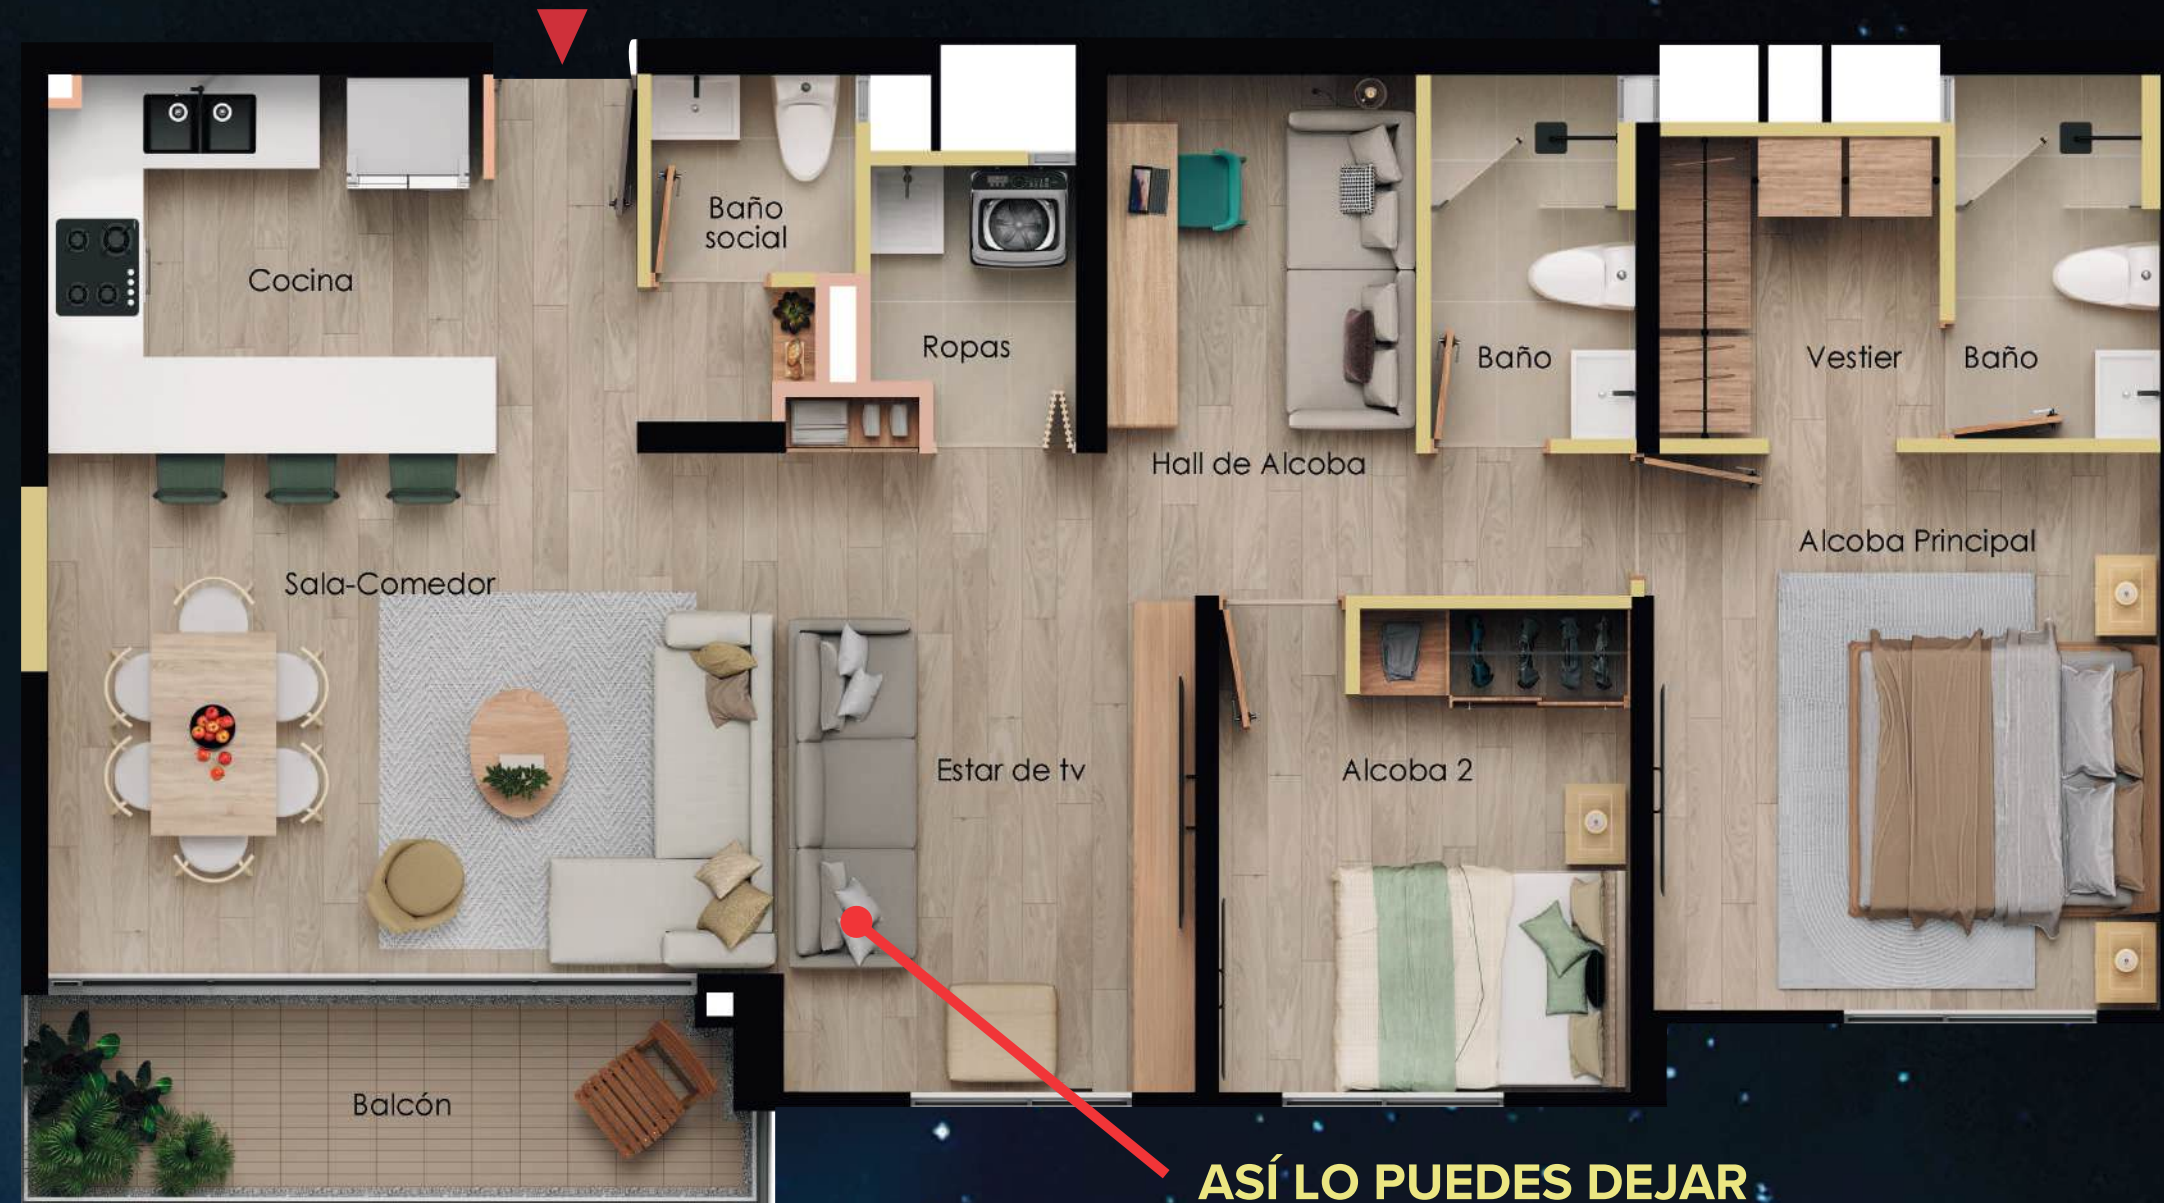 Baño
social
Cocina
Ropas
Baño
Vestier
Baño
Hall de Alcoba
Alcoba Principal
Sala-Comedor
Estar de tv
Alcoba 2
Balcón
ASÍ LO PUEDES DEJAR